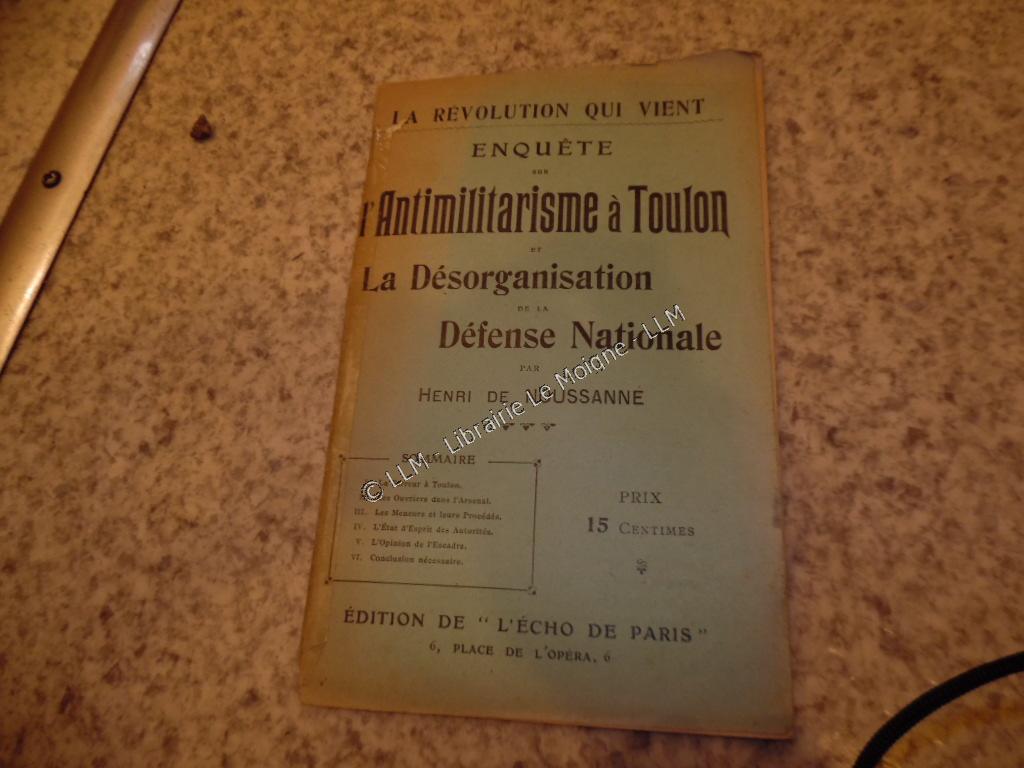 LA RÉVOLUTION QUI VIENT
ENQUÊTE
SUR
l'Antimilitarisme à Toulon
ET
La Désorganisation
DE LA
Défense Nationale
PAR
HENRI DE NOUSSANNE
SOMMAIRE
à Toulon.
Les Ouvriers dans l'Arsenal.
III. Les Meneurs et leurs Procédés.
IV. L'État d'Esprit des Autorités.
V. L'Opinion de l'Escadre.
VI. Conclusion nécessaire.
PRIX
15 CENTIMES
ÉDITION DE "L'ÉCHO DE PARIS"
6, PLACE DE L'OPÉRA, 6
© LLM - Librairie Le Moigne - LLM